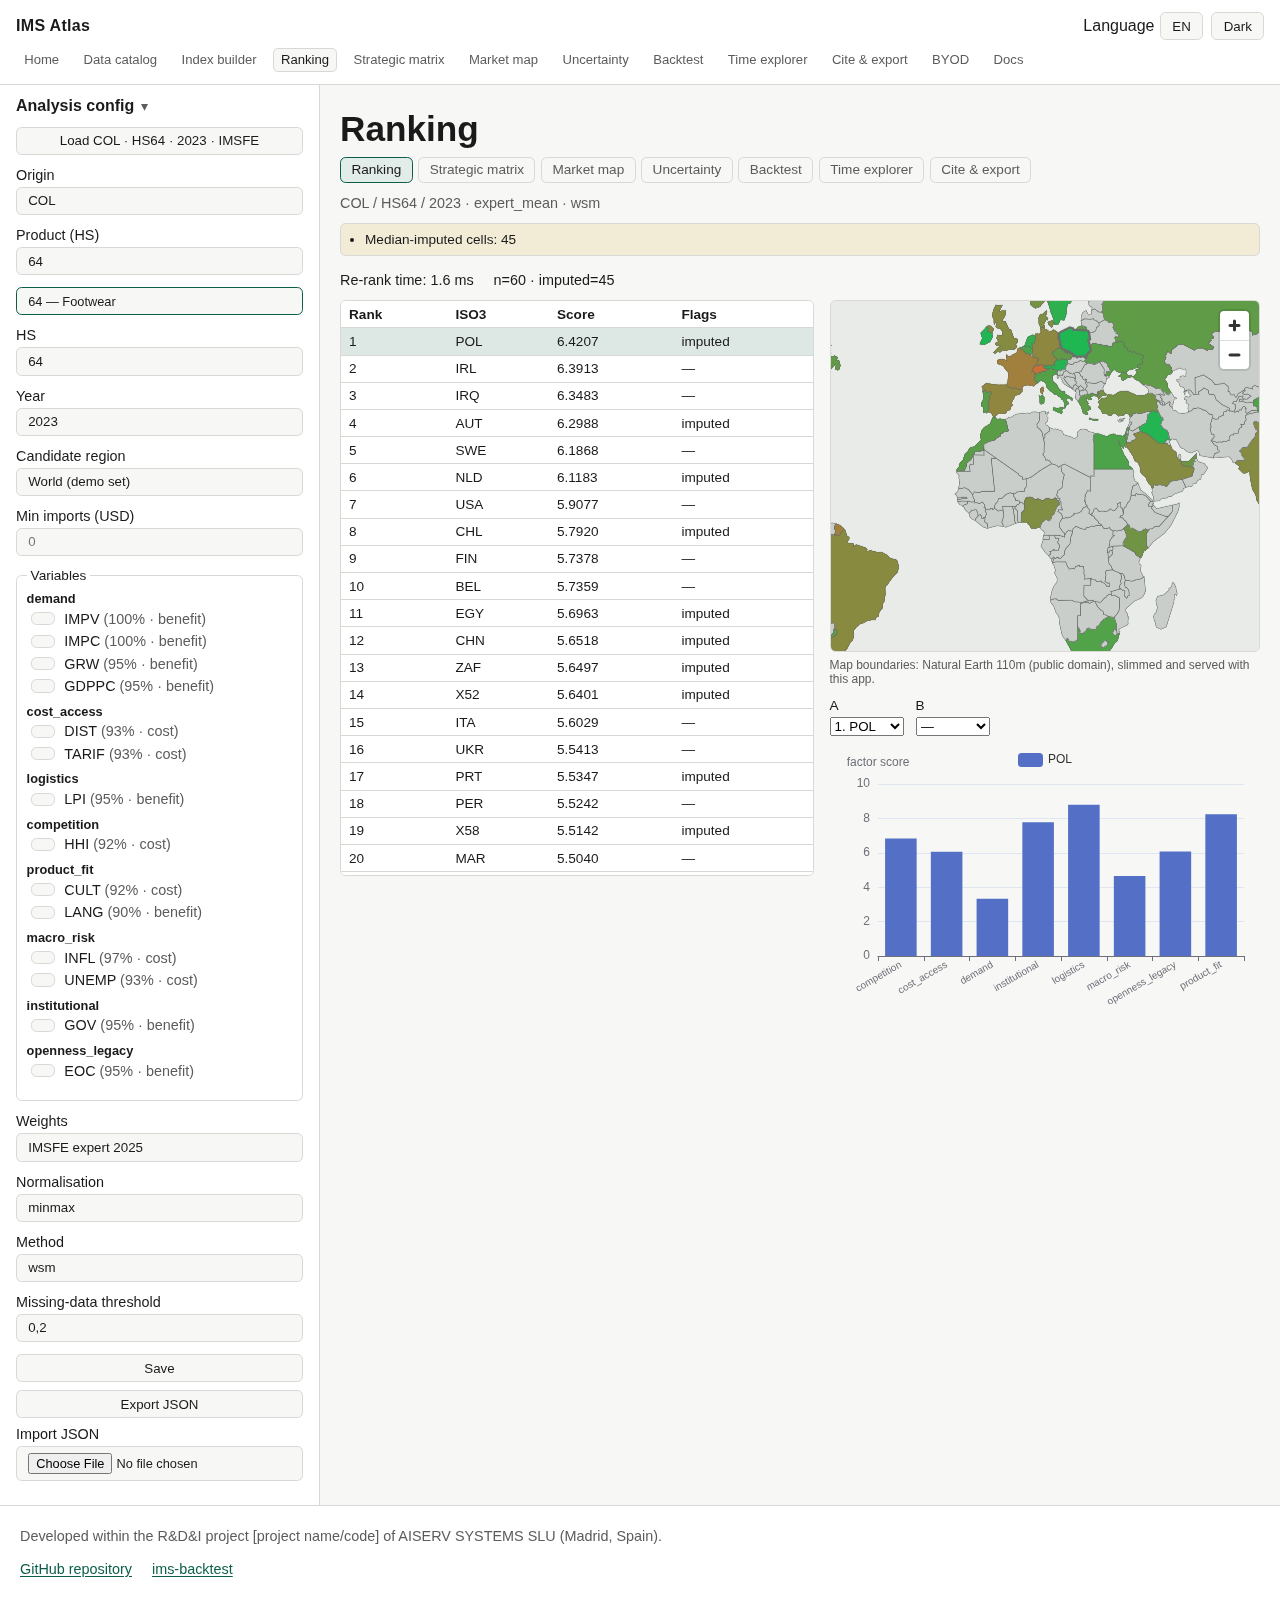 IMS Atlas
Language EN Dark
Home Data catalog Index builder Ranking Strategic matrix Market map Uncertainty Backtest Time explorer Cite & export BYOD Docs
Analysis config ▾
Load COL · HS64 · 2023 · IMSFE
Origin
COL
Product (HS)
64
64 — Footwear
HS
64
Year
2023
Candidate region
World (demo set)
Min imports (USD)
0
Variables
demand
IMPV (100% · benefit)
IMPC (100% · benefit)
GRW (95% · benefit)
GDPPC (95% · benefit)
cost_access
DIST (93% · cost)
TARIF (93% · cost)
logistics
LPI (95% · benefit)
competition
HHI (92% · cost)
product_fit
CULT (92% · cost)
LANG (90% · benefit)
macro_risk
INFL (97% · cost)
UNEMP (93% · cost)
institutional
GOV (95% · benefit)
openness_legacy
EOC (95% · benefit)
Weights
IMSFE expert 2025
Normalisation
minmax
Method
wsm
Missing-data threshold
0,2
Save
Export JSON
Import JSON
Choose File No file chosen
Ranking
Ranking Strategic matrix Market map Uncertainty Backtest Time explorer Cite & export
COL / HS64 / 2023 · expert_mean · wsm
• Median-imputed cells: 45
Re-rank time: 1.6 ms n=60 · imputed=45
Rank ISO3 Score Flags
1 POL 6.4207 imputed
2 IRL 6.3913 —
3 IRQ 6.3483 —
4 AUT 6.2988 imputed
5 SWE 6.1868 —
6 NLD 6.1183 imputed
7 USA 5.9077 —
8 CHL 5.7920 imputed
9 FIN 5.7378 —
10 BEL 5.7359 —
11 EGY 5.6963 imputed
12 CHN 5.6518 imputed
13 ZAF 5.6497 imputed
14 X52 5.6401 imputed
15 ITA 5.6029 —
16 UKR 5.5413 —
17 PRT 5.5347 imputed
18 PER 5.5242 —
19 X58 5.5142 imputed
20 MAR 5.5040 —
+
−
Map boundaries: Natural Earth 110m (public domain), slimmed and served with
this app.
A B
1. POL —
factor score POL
10
8
6
4
2
0
competition cost_access demand institutional logistics macro_risk openness_legacy product_fit
Developed within the R&D&I project [project name/code] of AISERV SYSTEMS SLU (Madrid, Spain).
GitHub repository ims-backtest